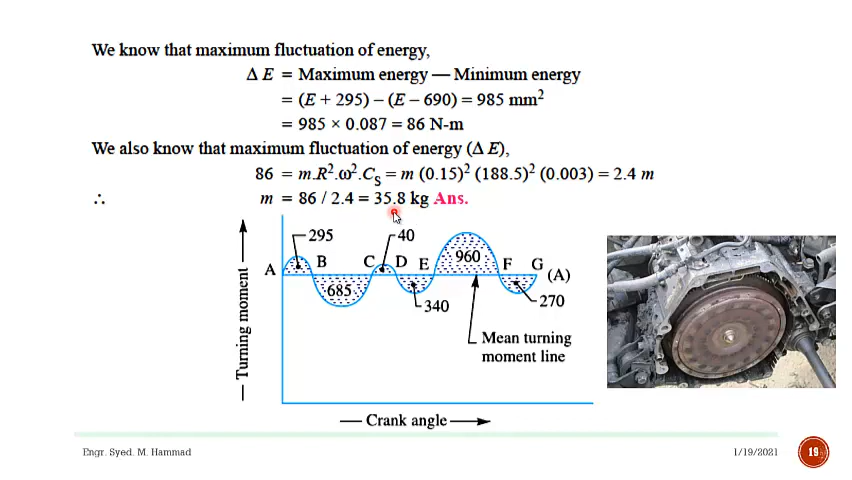 We know that maximum fluctuation of energy,
Δ E = Maximum energy — Minimum energy
= (E + 295) – (E – 690) = 985 mm²
= 985 × 0.087 = 86 N-m
We also know that maximum fluctuation of energy (Δ E),
86 = m.R².ω².C_S = m (0.15)² (188.5)² (0.003) = 2.4 m
∴ m = 86 / 2.4 = 35.8 kg Ans.
295 40
A B C D E 960 F G (A)
685
340 270
Mean turning
moment line
Turning moment
Crank angle
Engr. Syed. M. Hammad 1/19/2021 19